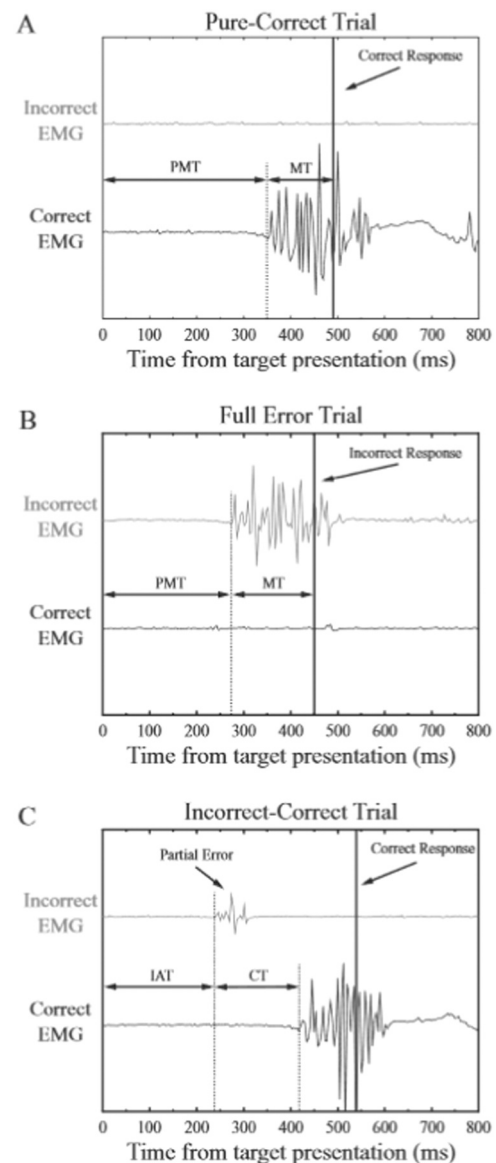 A
Pure-Correct Trial
Correct Response
Incorrect
EMG
PMT
MT
Correct
EMG
0 100 200 300 400 500 600 700 800
Time from target presentation (ms)
B
Full Error Trial
Incorrect Response
Incorrect
EMG
PMT
MT
Correct
EMG
0 100 200 300 400 500 600 700 800
Time from target presentation (ms)
C
Incorrect-Correct Trial
Partial Error
Correct Response
Incorrect
EMG
IAT
CT
Correct
EMG
0 100 200 300 400 500 600 700 800
Time from target presentation (ms)